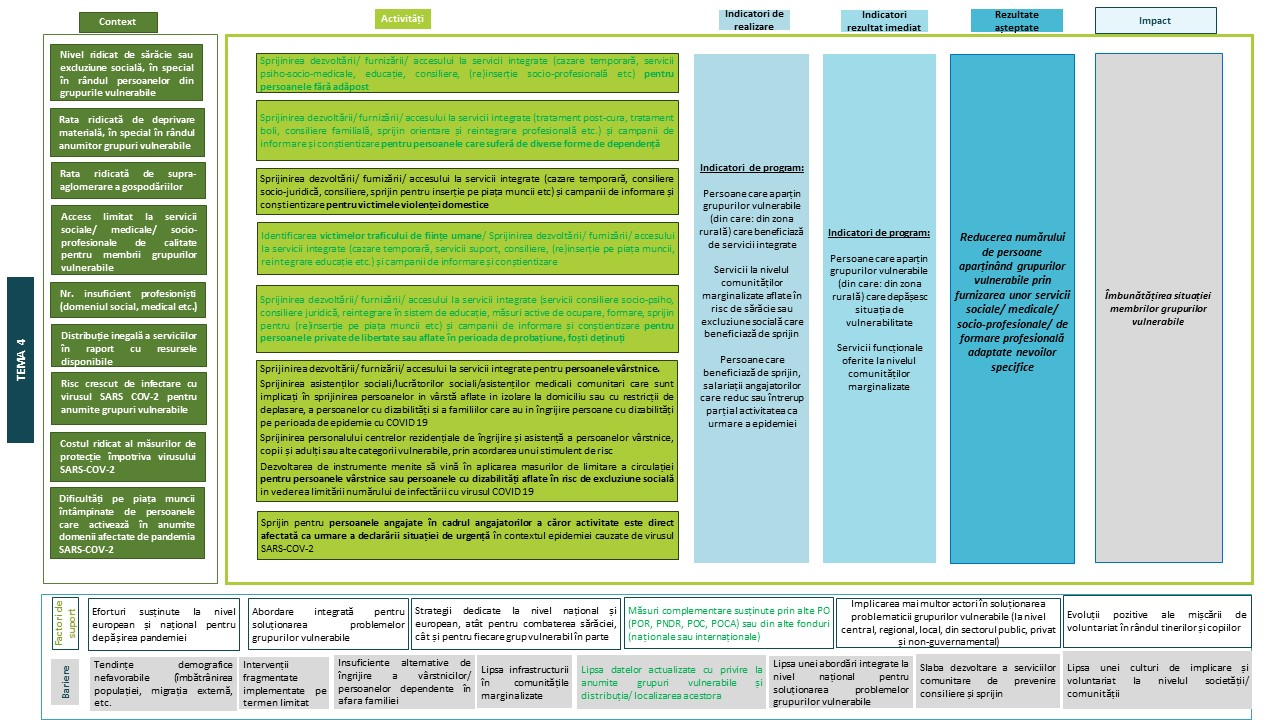 Context
Activități
Indicatori de
realizare
Indicatori
rezultat imediat
Rezultate
așteptate
Impact
TEMA 4
Nivel ridicat de sărăcie sau
excluziune socială, în special
în rândul persoanelor din
grupurile vulnerabile
Rata ridicată de deprivare
materială, în special în rândul
anumitor grupuri vulnerabile
Rata ridicată de supra-
aglomerare a gospodăriilor
Access limitat la servicii
sociale/ medicale/ socio-
profesionale de calitate
pentru membrii grupurilor
vulnerabile
Nr. insuficient profesioniști
(domeniul social, medical etc.)
Distribuție inegală a serviciilor
în raport cu resursele
disponibile
Risc crescut de infectare cu
virusul SARS COV-2 pentru
anumite grupuri vulnerabile
Costul ridicat al măsurilor de
protecție împotriva virusului
SARS-COV-2
Dificultăți pe piața muncii
întâmpinate de persoanele
care activează în anumite
domenii afectate de pandemia
SARS-COV-2
Sprijinirea dezvoltării/ furnizării/ accesului la servicii integrate (cazare temporară, servicii
psiho-socio-medicale, educație, consiliere, (re)inserție socio-profesională etc) pentru
persoanele fără adăpost
Sprijinirea dezvoltării/ furnizării/ accesului la servicii integrate (tratament post-cura, tratament
boli, consiliere familială, sprijin orientare și reintegrare profesională etc.) și campanii de
informare și conștientizare pentru persoanele care suferă de diverse forme de dependență
Sprijinirea dezvoltării/ furnizării/ accesului la servicii integrate (cazare temporară, consiliere
socio-juridică, consiliere, sprijin pentru inserție pe piața muncii etc) și campanii de informare și
conștientizare pentru victimele violenței domestice
Identificarea victimelor traficului de ființe umane/ Sprijinirea dezvoltării/ furnizării/ accesului
la servicii integrate (cazare temporară, servicii suport, consiliere, (re)inserție pe piața muncii,
reintegrare educație etc.) și campanii de informare și conștientizare
Sprijinirea dezvoltării/ furnizării/ accesului la servicii integrate (servicii consiliere socio-psiho,
consiliere juridică, reintegrare în sistem de educație, măsuri active de ocupare, formare, sprijin
pentru (re)inserție pe piața muncii etc) și campanii de informare și conștientizare pentru
persoanele private de libertate sau aflate în perioada de probațiune, foști deținuți
Sprijinirea dezvoltării/ furnizării/ accesului la servicii integrate pentru persoanele vârstnice.
Sprijinirea asistenților sociali/lucrătorilor sociali/asistenților medicali comunitari care sunt
implicați în sprijinirea persoanelor in vârstă aflate in izolare la domiciliu sau cu restricții de
deplasare, a persoanelor cu dizabilități si a familiilor care au in îngrijire persoane cu dizabilități
pe perioada de epidemie cu COVID 19
Sprijinirea personalului centrelor rezidențiale de îngrijire și asistență a persoanelor vârstnice,
copii și adulți sau alte categorii vulnerabile, prin acordarea unui stimulent de risc
Dezvoltarea de instrumente menite să vină în aplicarea masurilor de limitare a circulației
pentru persoanele vârstnice sau persoanele cu dizabilități aflate în risc de excluziune socială
in vederea limitării numărului de infectării cu virusul COVID 19
Sprijin pentru persoanele angajate în cadrul angajatorilor a căror activitate este direct
afectată ca urmare a declarării situației de urgență în contextul epidemiei cauzate de virusul
SARS-COV-2
Indicatori de program:
Persoane care aparțin
grupurilor vulnerabile
(din care: din zona
rurală) care beneficiază
de servicii integrate
Servicii la nivelul
comunităților
marginalizate aflate în
risc de sărăcie sau
excluziune socială care
beneficiază de sprijin
Persoane care
beneficiază de sprijin,
salariații angajatorilor
care reduc sau întrerup
parțial activitatea ca
urmare a epidemiei
Indicatori de program:
Persoane care aparțin
grupurilor vulnerabile
(din care: din zona
rurală) care depășesc
situația de
vulnerabilitate
Servicii funcționale
oferite la nivelul
comunităților
marginalizate
Reducerea numărului
de persoane
aparținând grupurilor
vulnerabile prin
furnizarea unor servicii
sociale/ medicale/
socio-profesionale/ de
formare profesională
adaptate nevoilor
specifice
Îmbunătățirea situației
membrilor grupurilor
vulnerabile
Factori de
suport
Eforturi susținute la nivel
european și național pentru
depășirea pandemiei
Abordare integrată pentru
soluționarea problemelor
grupurilor vulnerabile
Strategii dedicate la nivel național și
european, atât pentru combaterea sărăciei,
cât și pentru fiecare grup vulnerabil în parte
Măsuri complementare susținute prin alte PO
(POR, PNDR, POC, POCA) sau din alte fonduri
(naționale sau internaționale)
Implicarea mai multor actori în soluționarea
problematicii grupurilor vulnerabile (la nivel
central, regional, local, din sectorul public, privat
și non-guvernamental)
Evoluții pozitive ale mișcării de
voluntariat în rândul tinerilor și copiilor
Bariere
Tendințe demografice
nefavorabile (îmbătrânirea
populației, migrația externă,
etc.
Intervenții
fragmentate
implementate pe
termen limitat
Insuficiente alternative de
îngrijire a vârstnicilor/
persoanelor dependente în
afara familiei
Lipsa infrastructurii
în comunitățile
marginalizate
Lipsa datelor actualizate cu privire la
anumite grupuri vulnerabile și
distribuția/ localizarea acestora
Lipsa unei abordări integrate la
nivel național pentru
soluționarea problemelor
grupurilor vulnerabile
Slaba dezvoltare a serviciilor
comunitare de prevenire
consiliere și sprijin
Lipsa unei culturi de implicare și
voluntariat la nivelul societății/
comunității